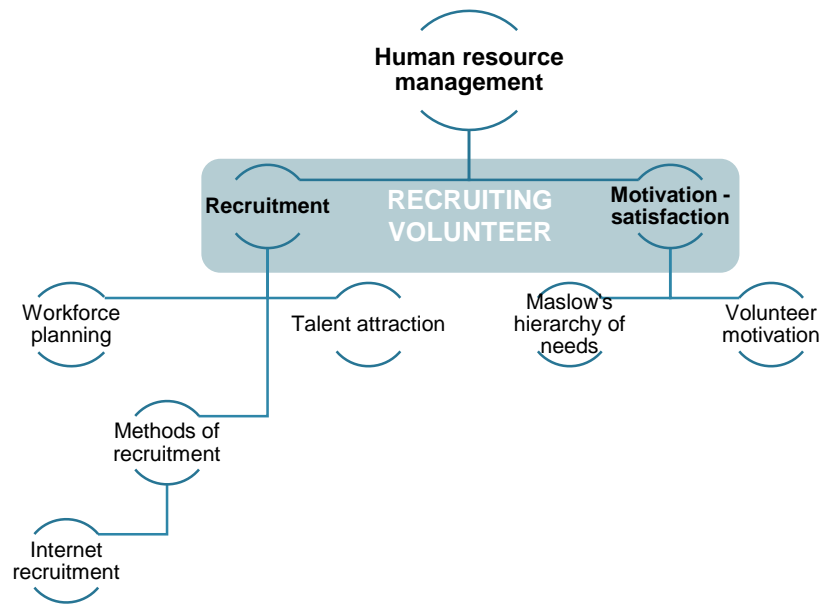 Human resource
management
Recruitment
RECRUITING
VOLUNTEER
Motivation -
satisfaction
Workforce
planning
Talent attraction
Maslow's
hierarchy of
needs
Volunteer
motivation
Methods of
recruitment
Internet
recruitment